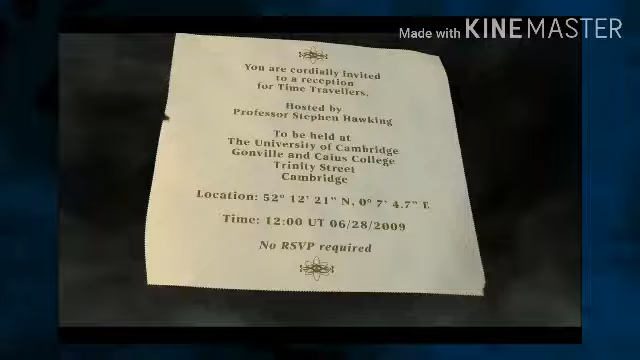 Made with KINEMASTER
You are cordially invited
to a reception
for Time Travellers,
Hosted by
Professor Stephen Hawking
To be held at
The University of Cambridge
Gonville and Caius College
Trinity Street
Cambridge
Location: 52° 12' 21" N, 0° 7' 4.7" E
Time: 12:00 UT 06/28/2009
No RSVP required